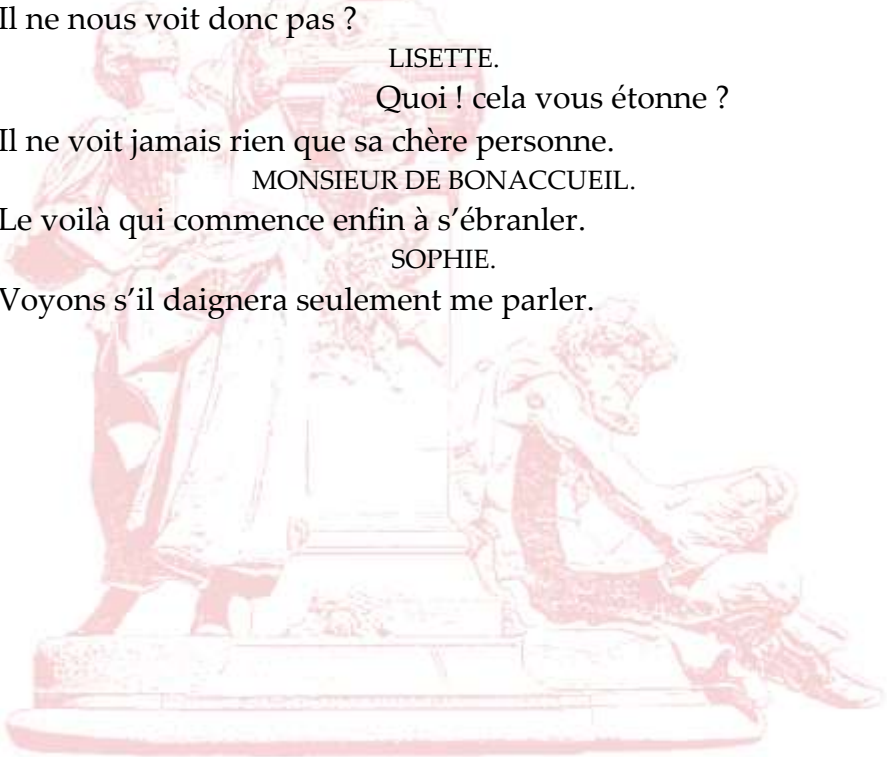 Il ne nous voit donc pas ?
LISETTE.
Quoi ! cela vous étonne ?
Il ne voit jamais rien que sa chère personne.
MONSIEUR DE BONACCUEIL.
Le voilà qui commence enfin à s’ébranler.
SOPHIE.
Voyons s’il daignera seulement me parler.